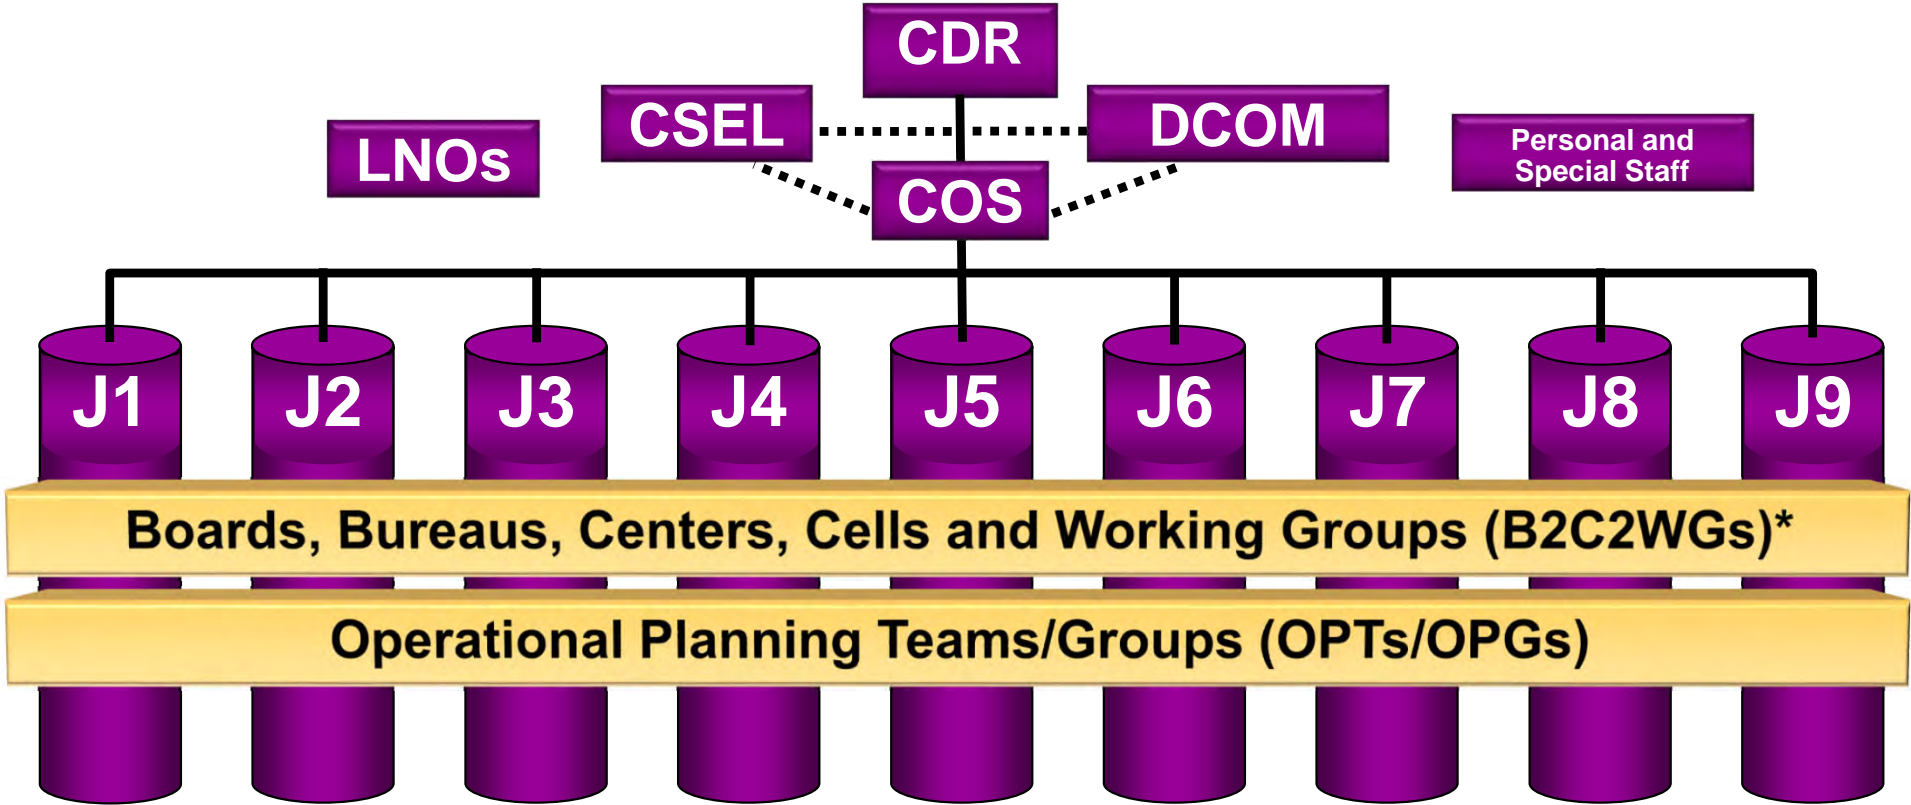 CDR
CSEL
DCOM
LNOs
Personal and
Special Staff
COS
J1
J2
J3
J4
J5
J6
J7
J8
J9
Boards, Bureaus, Centers, Cells and Working Groups (B2C2WGs)*
Operational Planning Teams/Groups (OPTs/OPGs)